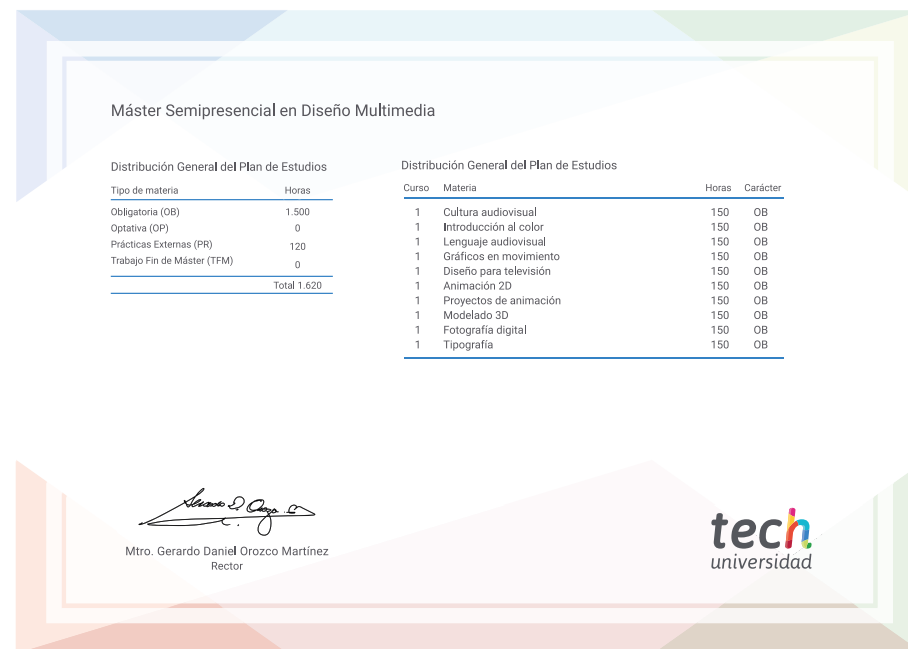 Máster Semipresencial en Diseño Multimedia
Distribución General del Plan de Estudios
Tipo de materia Horas
Obligatoria (OB) 1.500
Optativa (OP) 0
Prácticas Externas (PR) 120
Trabajo Fin de Máster (TFM) 0
Total 1.620
Distribución General del Plan de Estudios
Curso Materia Horas Carácter
1 Cultura audiovisual 150 OB
1 Introducción al color 150 OB
1 Lenguaje audiovisual 150 OB
1 Gráficos en movimiento 150 OB
1 Diseño para televisión 150 OB
1 Animación 2D 150 OB
1 Proyectos de animación 150 OB
1 Modelado 3D 150 OB
1 Fotografía digital 150 OB
1 Tipografía 150 OB
Mtro. Gerardo Daniel Orozco Martínez
Rector
tech
universidad